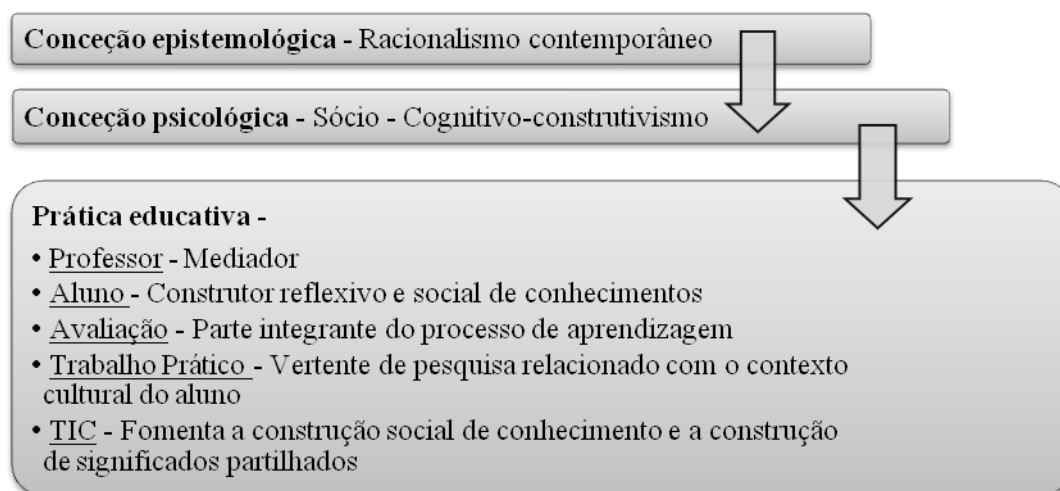 Conceção epistemológica - Racionalismo contemporâneo
Conceção psicológica - Sócio - Cognitivo-construtivismo
Prática educativa -
• Professor - Mediador
• Aluno - Construtor reflexivo e social de conhecimentos
• Avaliação - Parte integrante do processo de aprendizagem
• Trabalho Prático - Vertente de pesquisa relacionado com o contexto
cultural do aluno
• TIC - Fomenta a construção social de conhecimento e a construção
de significados partilhados